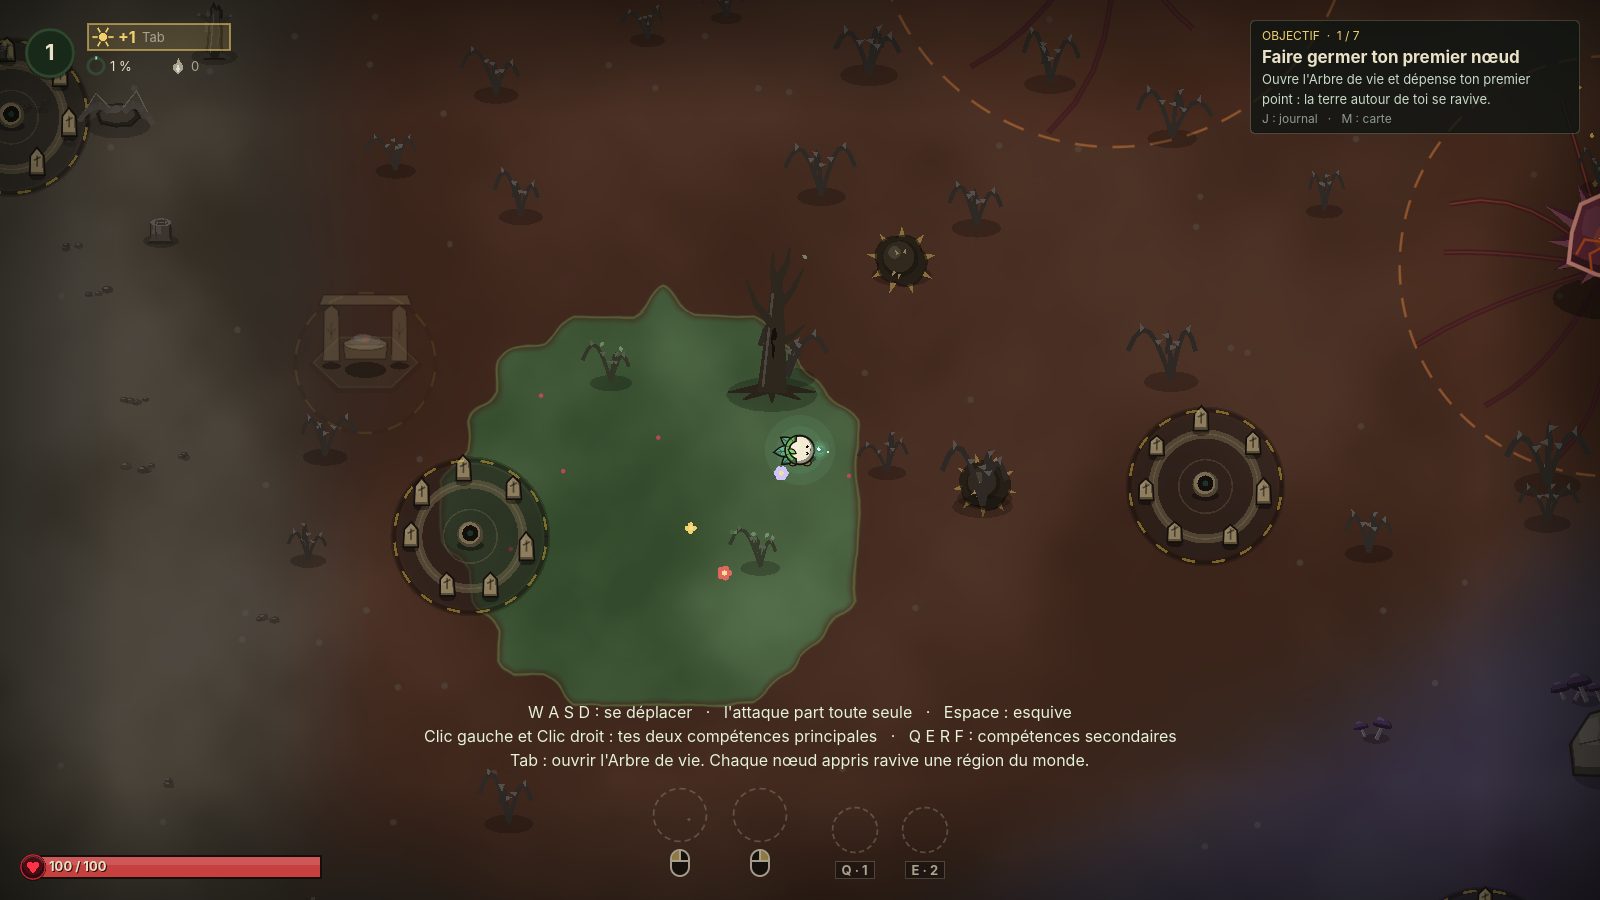 1
+1 Tab
1 %
0
OBJECTIF · 1 / 7
Faire germer ton premier nœud
Ouvre l'Arbre de vie et dépense ton premier
point : la terre autour de toi se ravive.
J : journal · M : carte
W A S D : se déplacer · l'attaque part toute seule · Espace : esquive
Clic gauche et Clic droit : tes deux compétences principales · Q E R F : compétences secondaires
Tab : ouvrir l'Arbre de vie. Chaque nœud appris ravive une région du monde.
100 / 100
Q · 1
E · 2